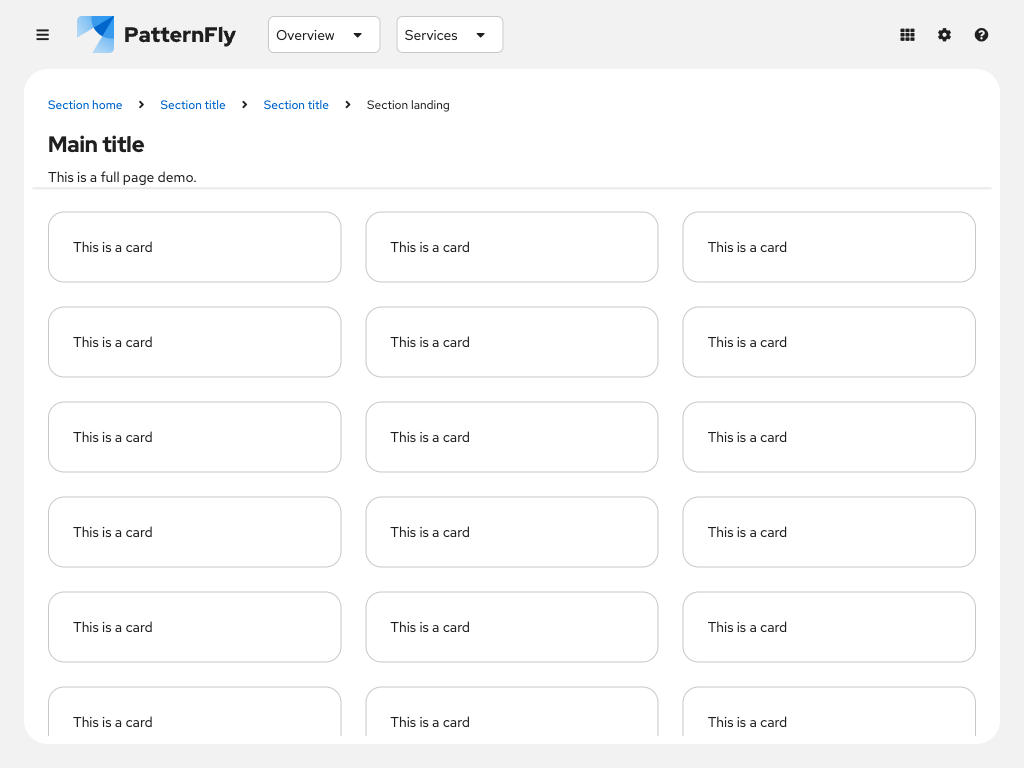 PatternFly Overview Services
Section home Section title Section title Section landing
Main title
This is a full page demo.
This is a card This is a card This is a card
This is a card This is a card This is a card
This is a card This is a card This is a card
This is a card This is a card This is a card
This is a card This is a card This is a card
This is a card This is a card This is a card